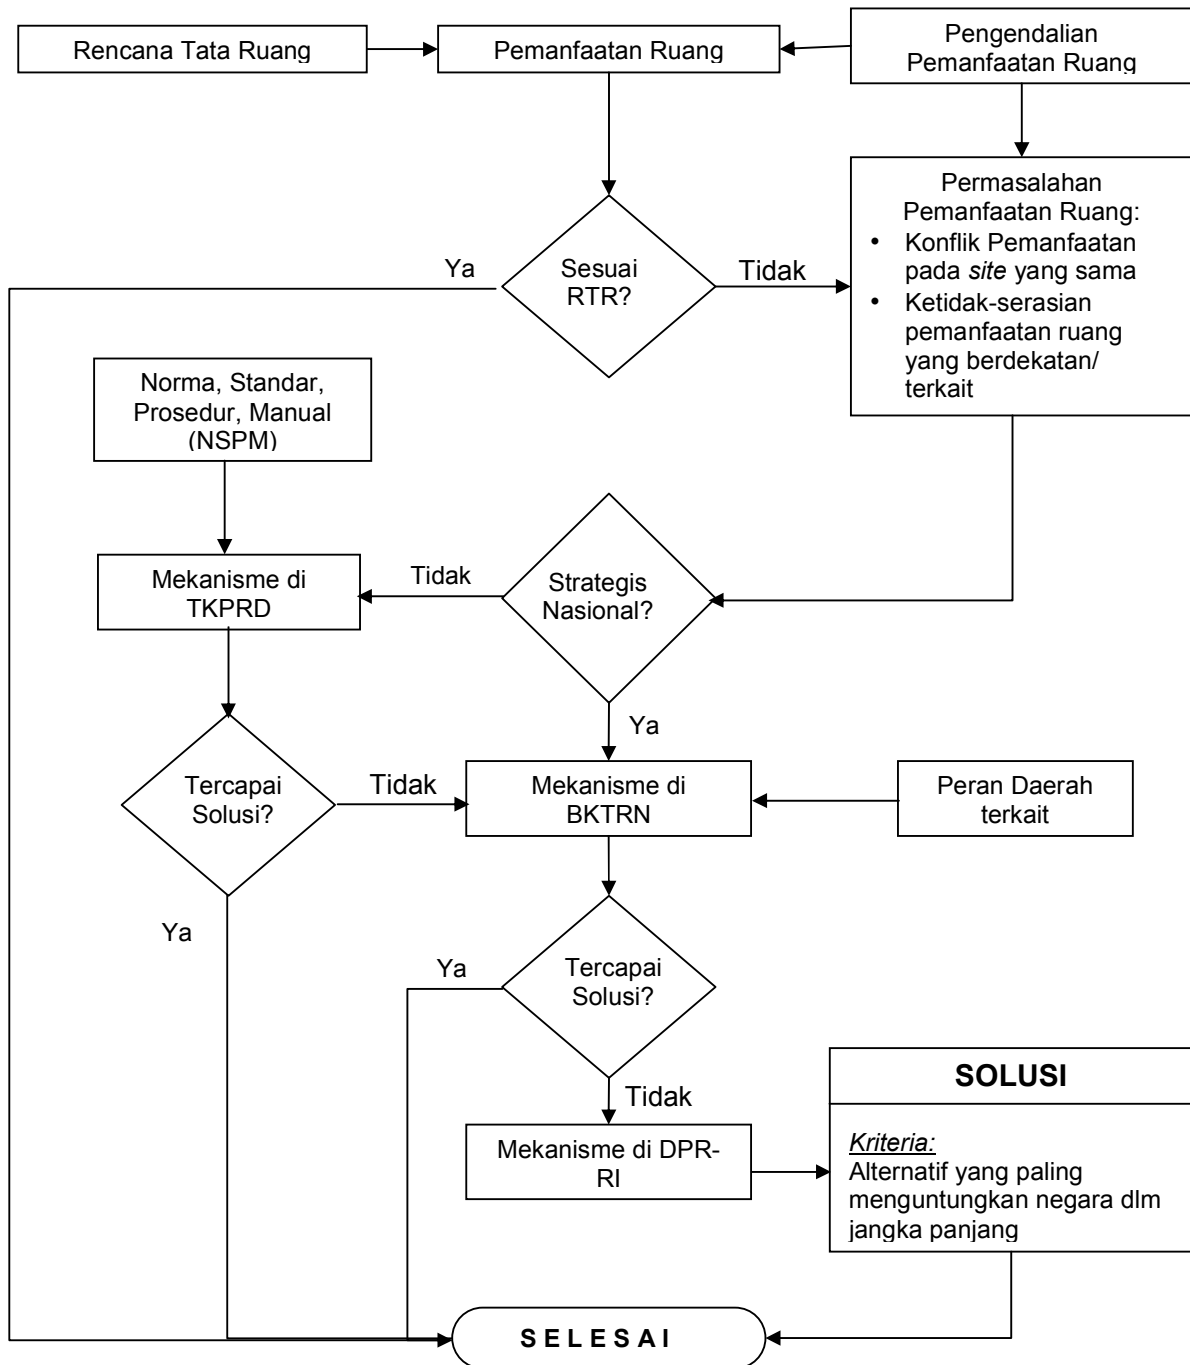 Rencana Tata Ruang
Pemanfaatan Ruang
Pengendalian
Pemanfaatan Ruang
Permasalahan
Pemanfaatan Ruang:
• Konflik Pemanfaatan
pada site yang sama
• Ketidak-serasian
pemanfaatan ruang
yang berdekatan/
terkait
Ya
Sesuai
RTR?
Tidak
Norma, Standar,
Prosedur, Manual
(NSPM)
Mekanisme di
TKPRD
Tidak
Strategis
Nasional?
Ya
Tercapai
Solusi?
Tidak
Mekanisme di
BKTRN
Peran Daerah
terkait
Ya
Ya
Tercapai
Solusi?
Tidak
Mekanisme di DPR-
RI
SOLUSI
Kriteria:
Alternatif yang paling
menguntungkan negara dlm
jangka panjang
S E L E S A I